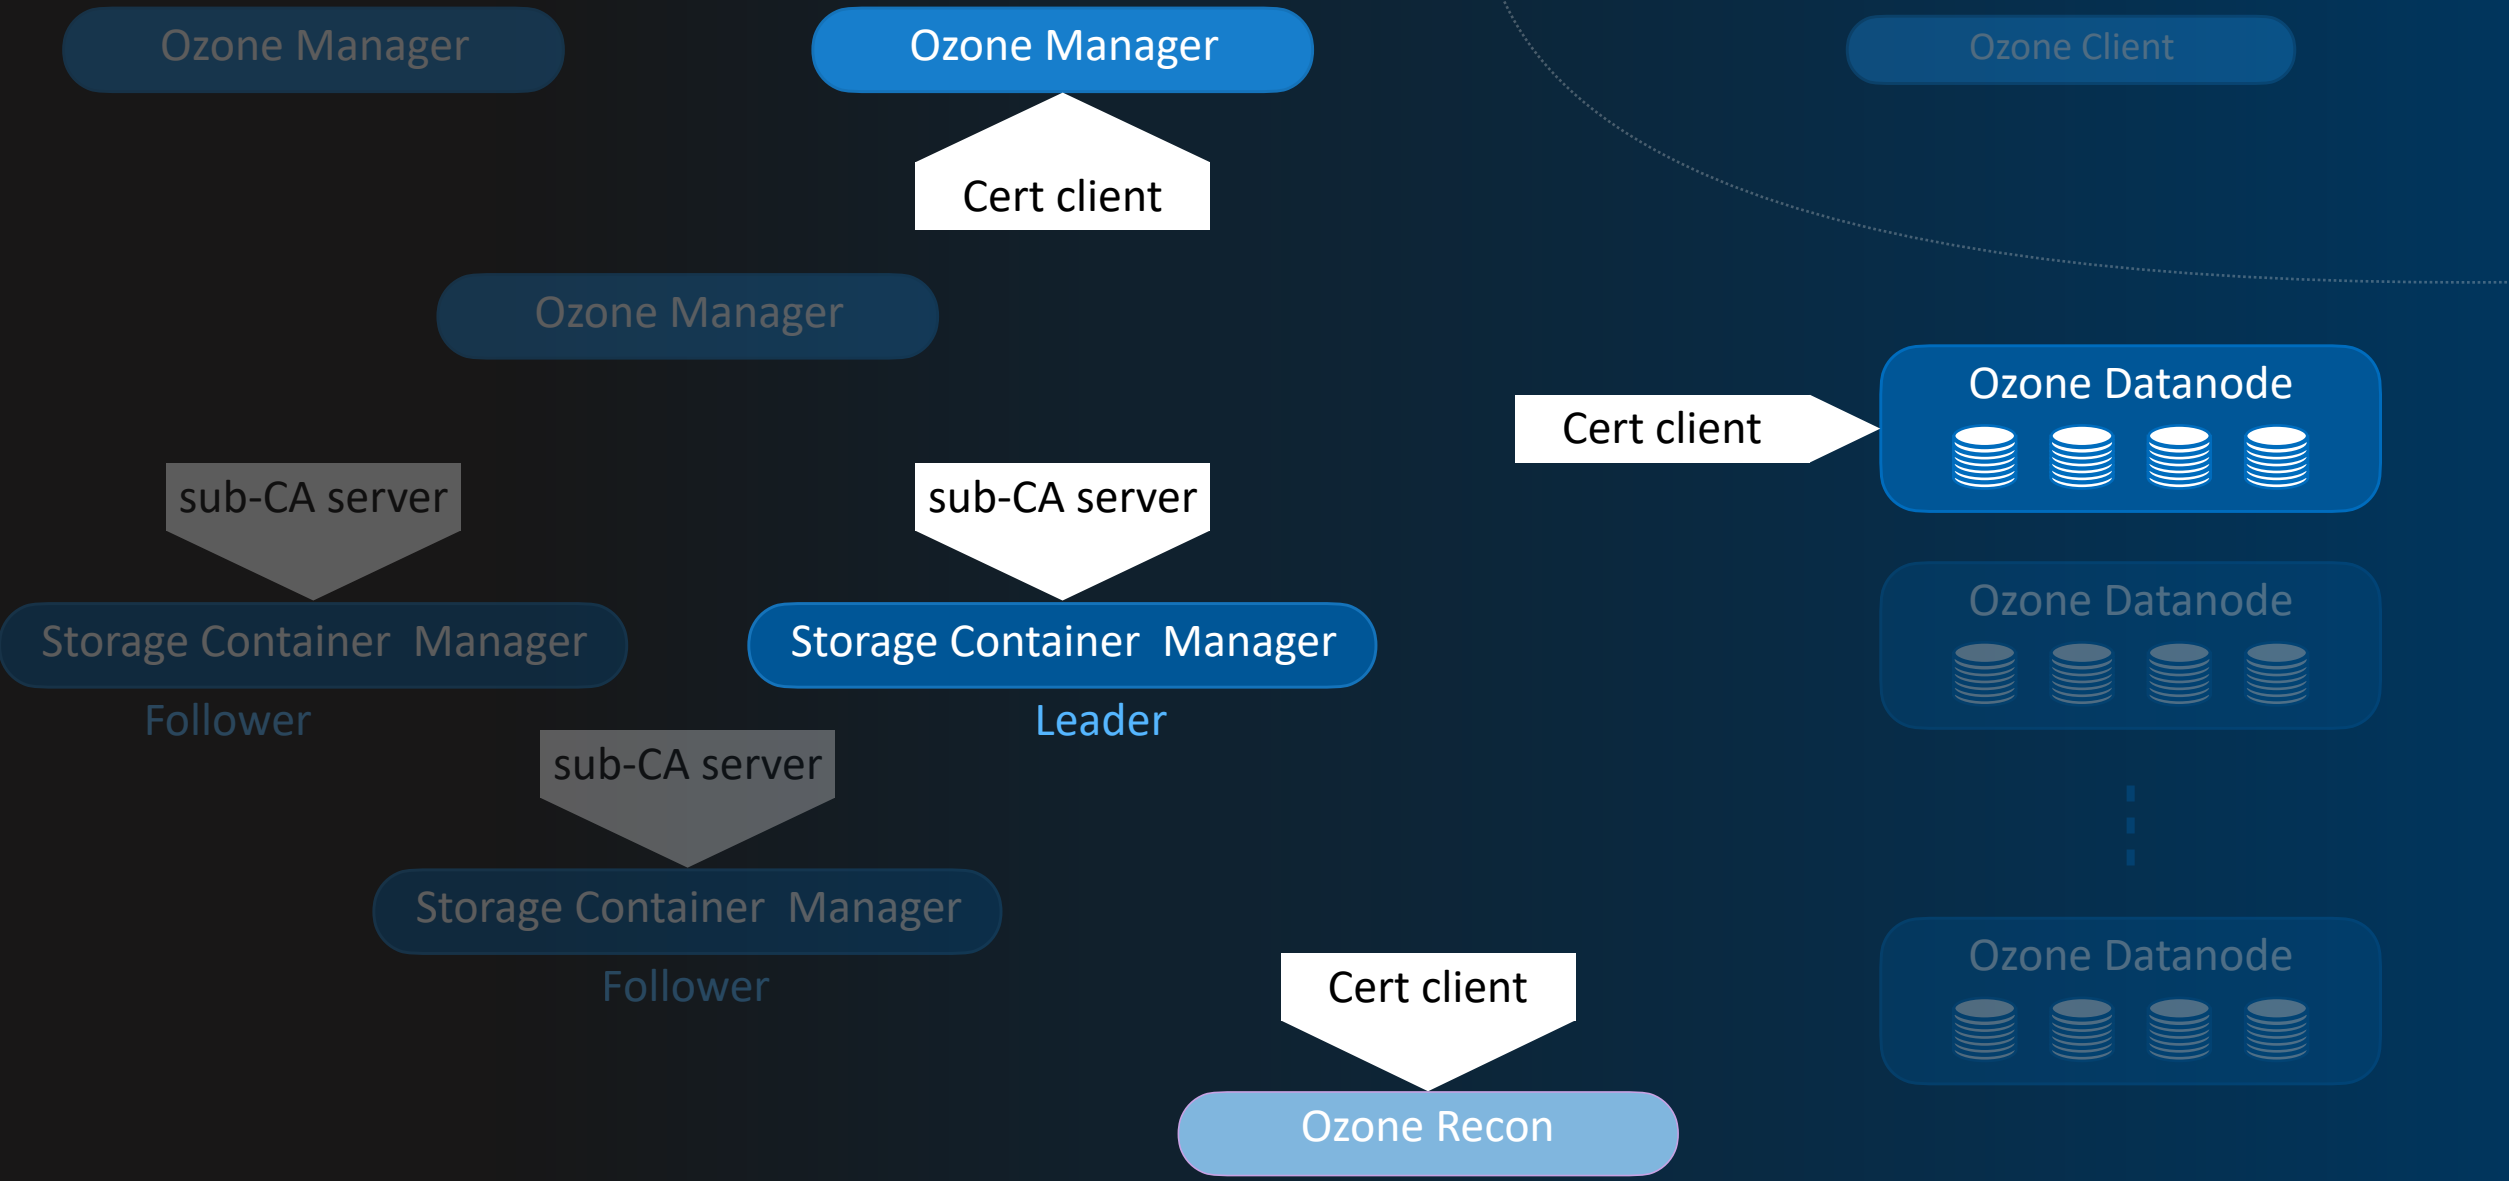 Ozone Manager
Ozone Manager
Ozone Client
Cert client
Ozone Manager
Ozone Datanode
Cert client
sub-CA server
sub-CA server
Ozone Datanode
Storage Container  Manager
Storage Container  Manager
Follower
Leader
sub-CA server
Storage Container  Manager
Follower
Ozone Datanode
Cert client
Ozone Recon